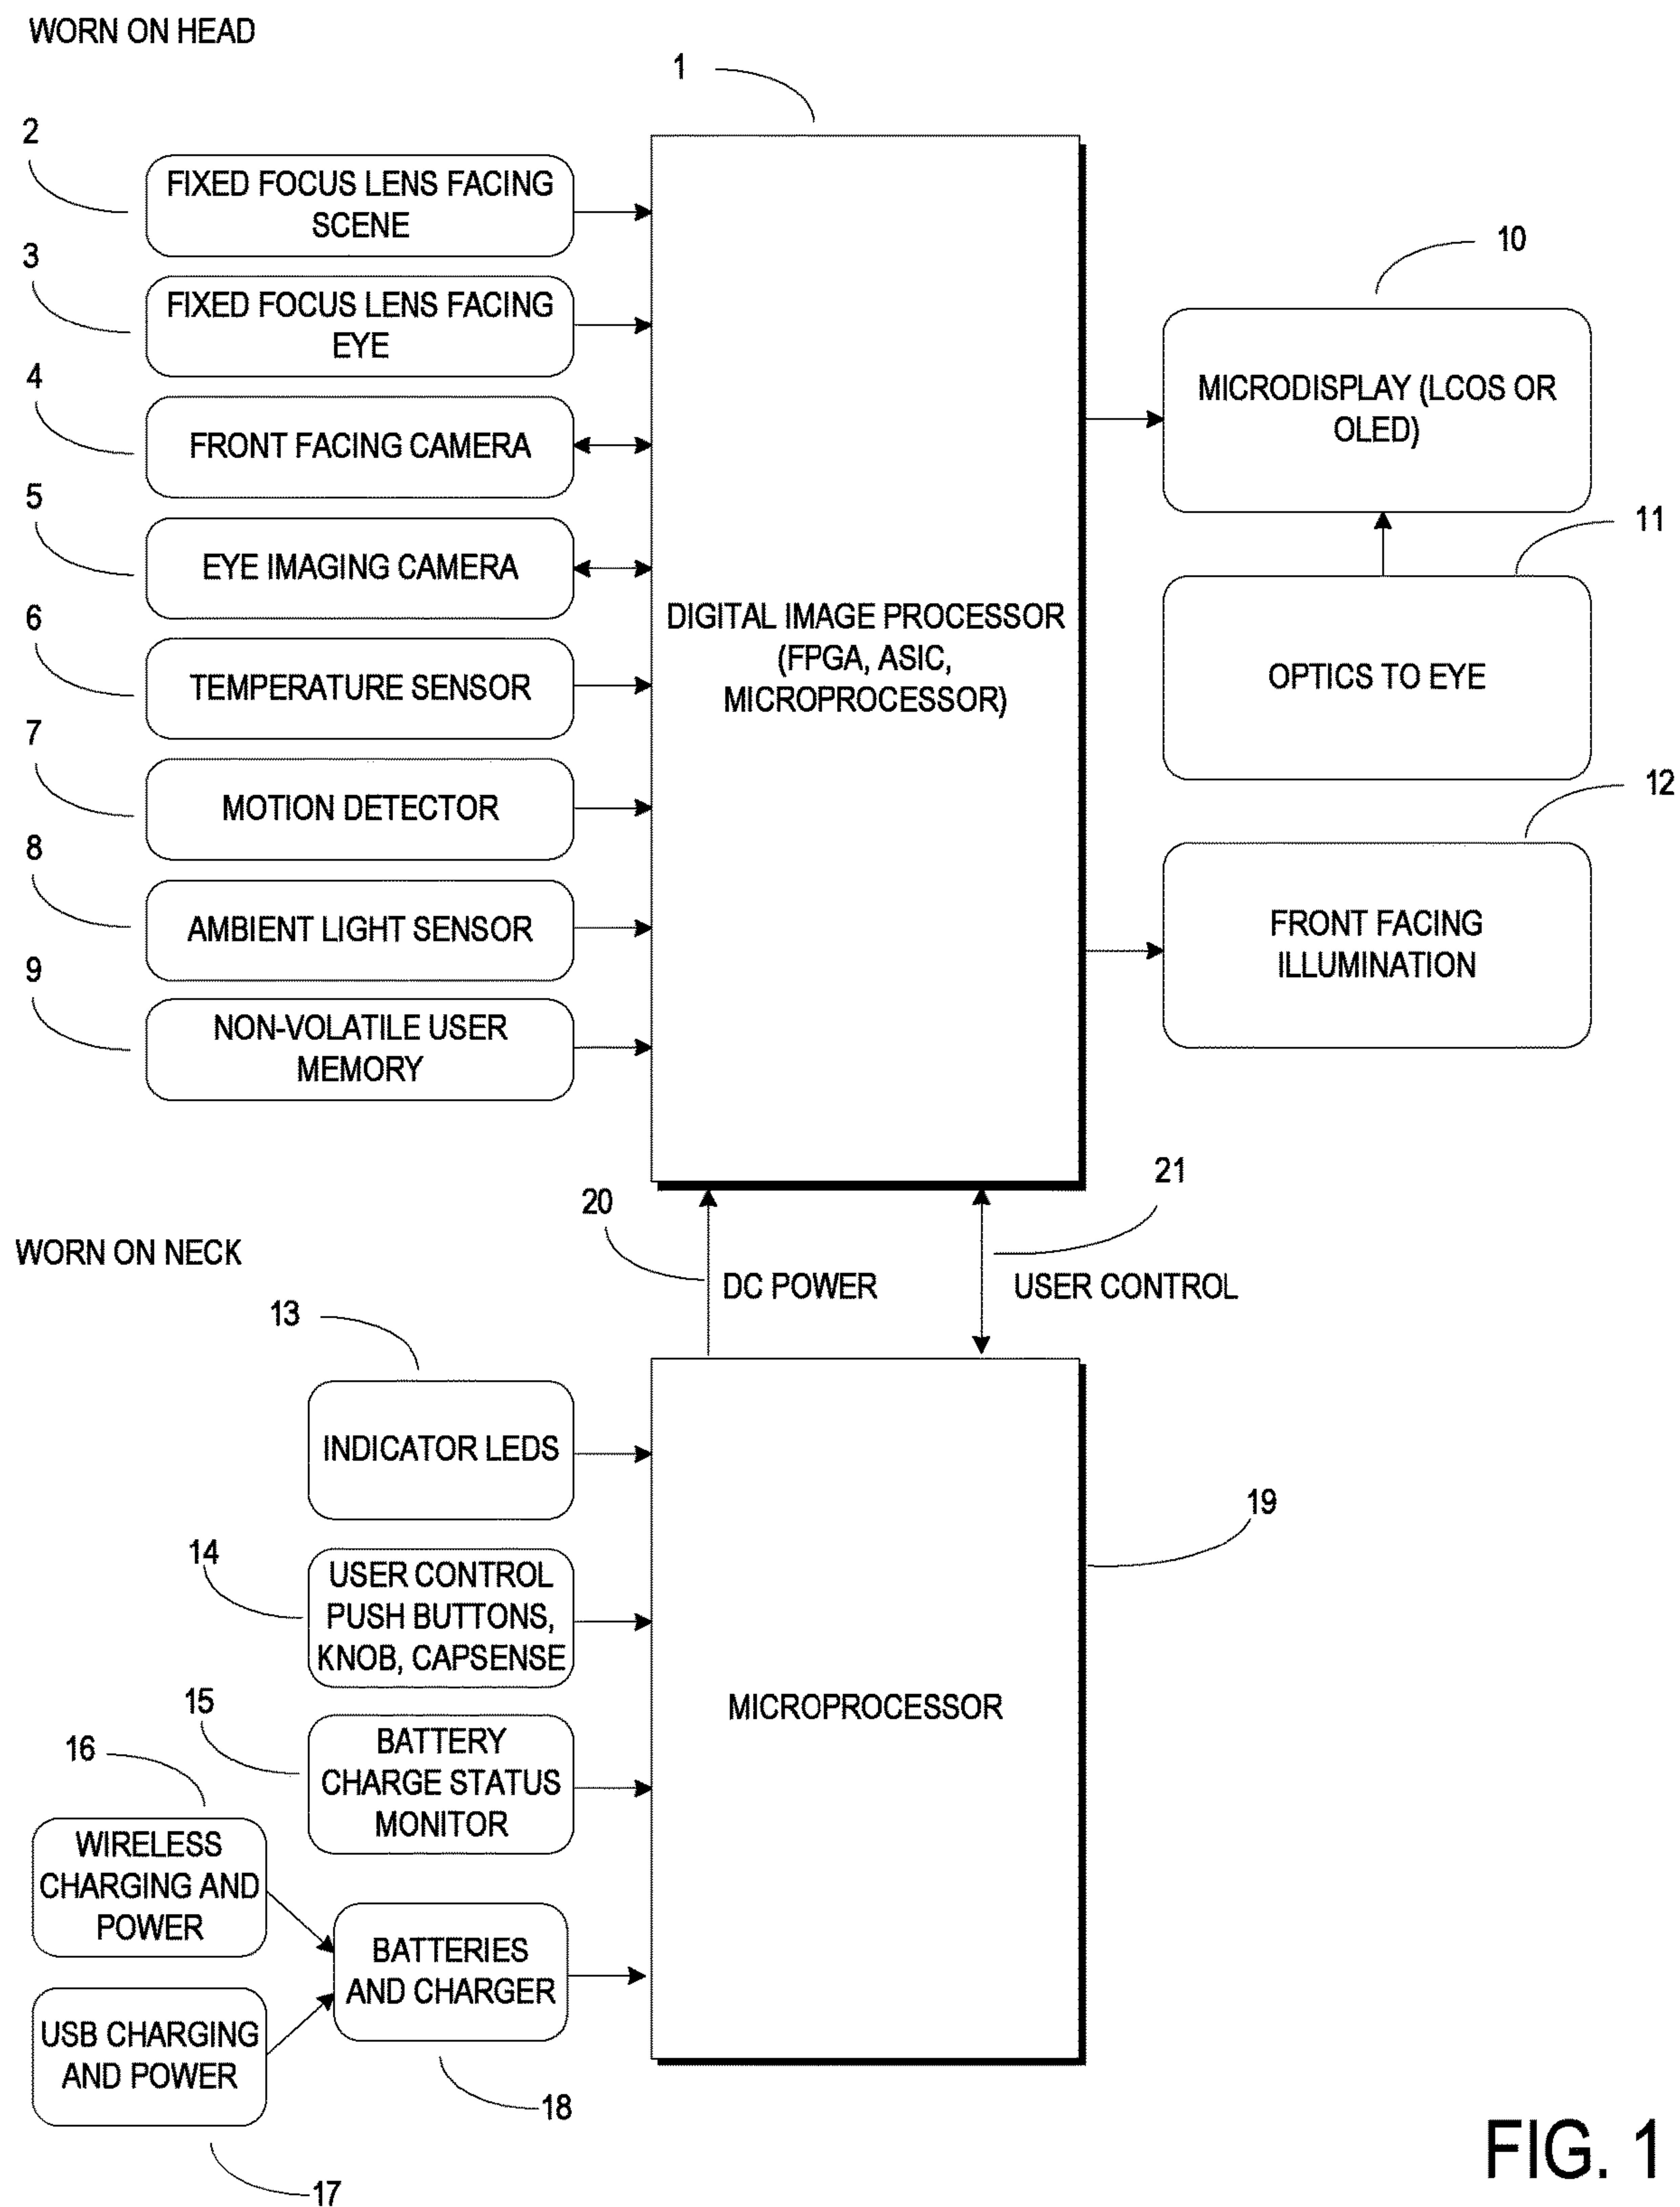 WORN ON HEAD
1
2
FIXED FOCUS LENS FACING
SCENE
3
FIXED FOCUS LENS FACING
EYE
4
FRONT FACING CAMERA
5
EYE IMAGING CAMERA
6
TEMPERATURE SENSOR
7
MOTION DETECTOR
8
AMBIENT LIGHT SENSOR
9
NON-VOLATILE USER
MEMORY
DIGITAL IMAGE PROCESSOR
(FPGA, ASIC,
MICROPROCESSOR)
10
MICRODISPLAY (LCOS OR
OLED)
11
OPTICS TO EYE
12
FRONT FACING
ILLUMINATION
20
DC POWER
21
USER CONTROL
WORN ON NECK
13
INDICATOR LEDS
14
USER CONTROL
PUSH BUTTONS,
KNOB, CAPSENSE
15
BATTERY
CHARGE STATUS
MONITOR
16
WIRELESS
CHARGING AND
POWER
BATTERIES
AND CHARGER
18
USB CHARGING
AND POWER
17
MICROPROCESSOR
19
FIG. 1